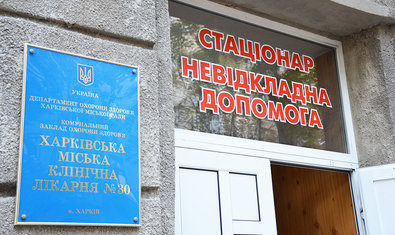 УКРАЇНА
ДЕПАРТАМЕНТ ОХОРОНИ ЗДОРОВ'Я
ХАРКІВСЬКОЇ МІСЬКОЇ РАДИ
КОМУНАЛЬНИЙ
ЗАКЛАД ОХОРОНИ ЗДОРОВ'Я
ХАРКІВСЬКА
МІСЬКА
КЛІНІЧНА
ЛІКАРНЯ №30
м. ХАРКІВ
СТАЦІОНАР
НЕВІДКЛАДНА
ДОПОМОГА